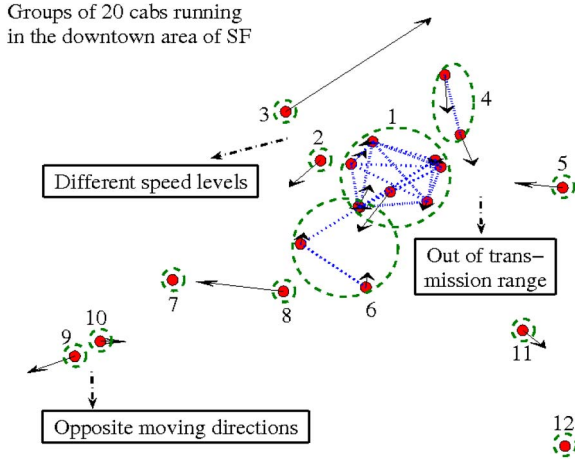 Groups of 20 cabs running
in the downtown area of SF
3
1
4
2
5
Different speed levels
Out of trans–
mission range
7
8
6
10
9
11
Opposite moving directions
12